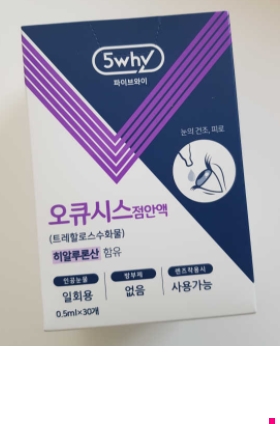 5why
파이브와이
눈의 건조, 피로
오큐시스점안액
(트레할로스수화물)
히알루론산 함유
인공눈물 방부제 렌즈착용시
일회용 없음 사용가능
0.5ml×30개